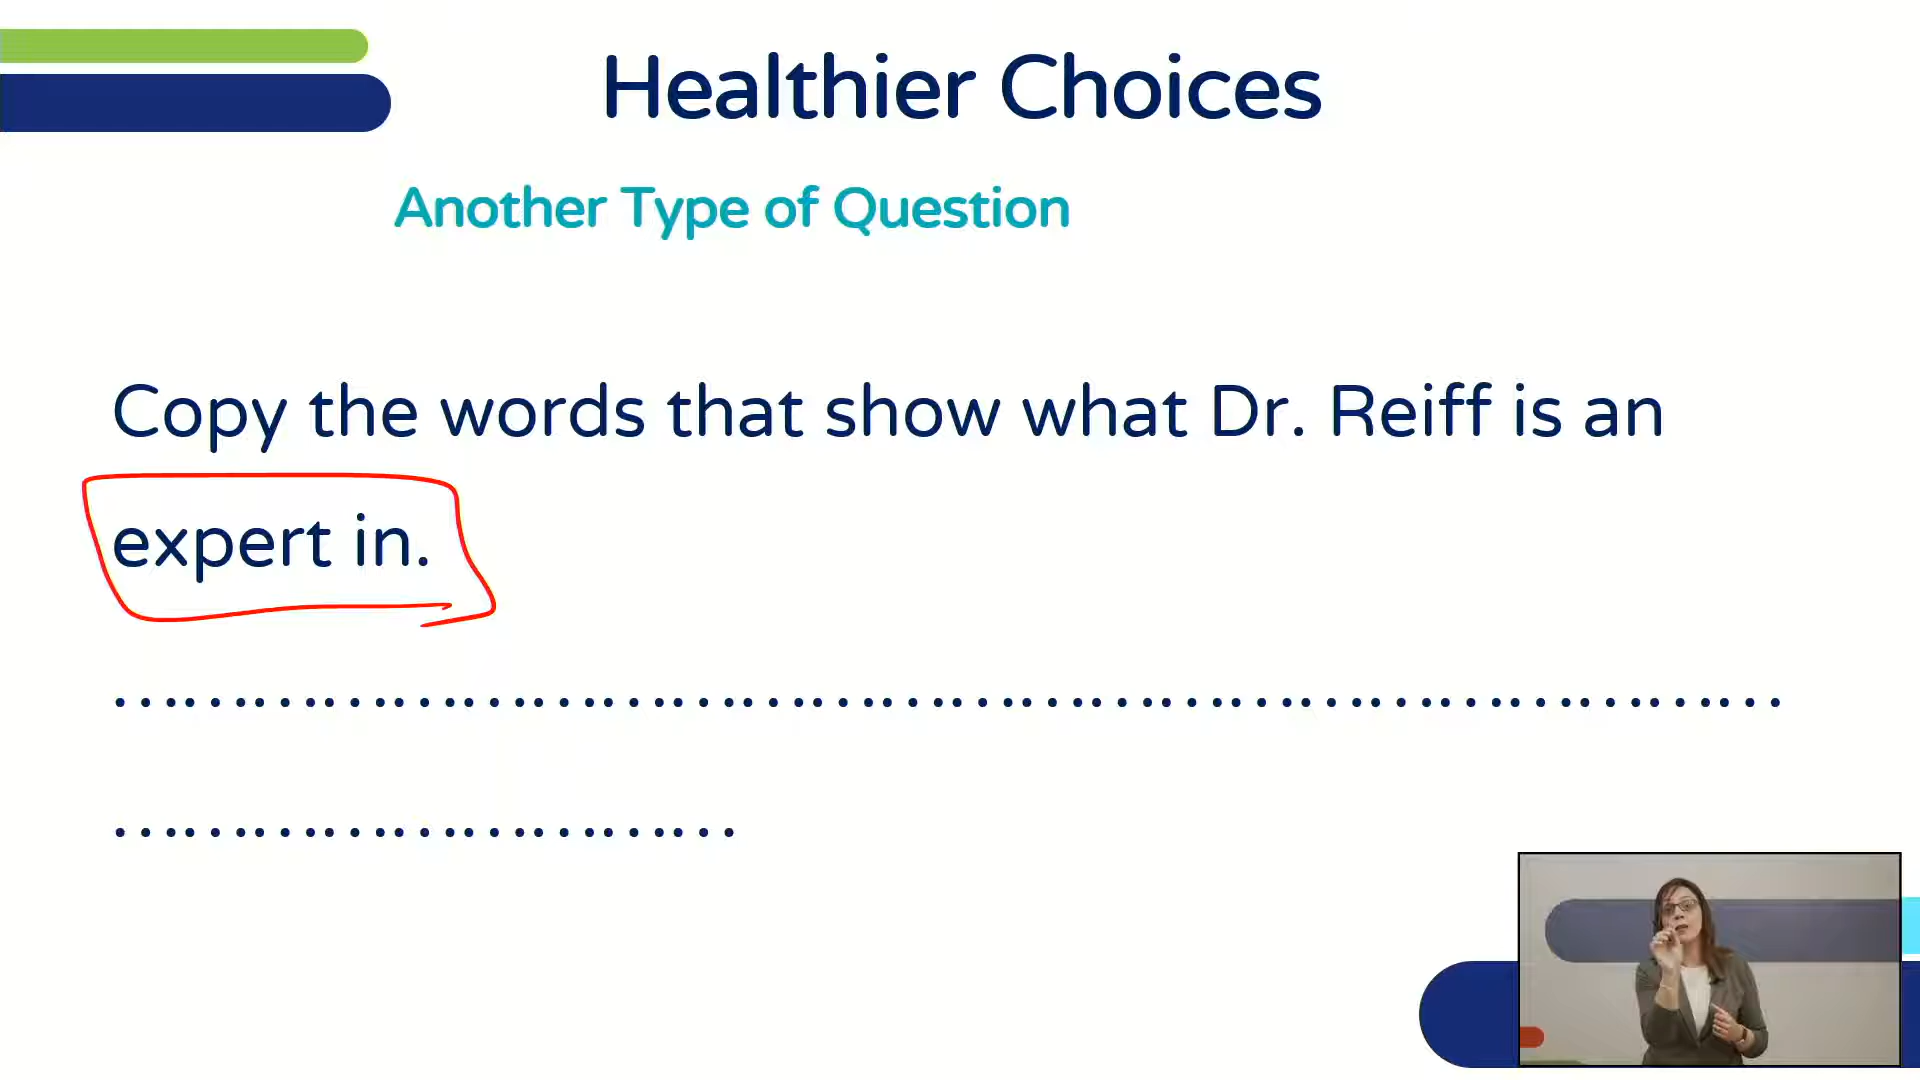 Healthier Choices
Another Type of Question
Copy the words that show what Dr. Reiff is an
expert in.
........................................................................
...........................